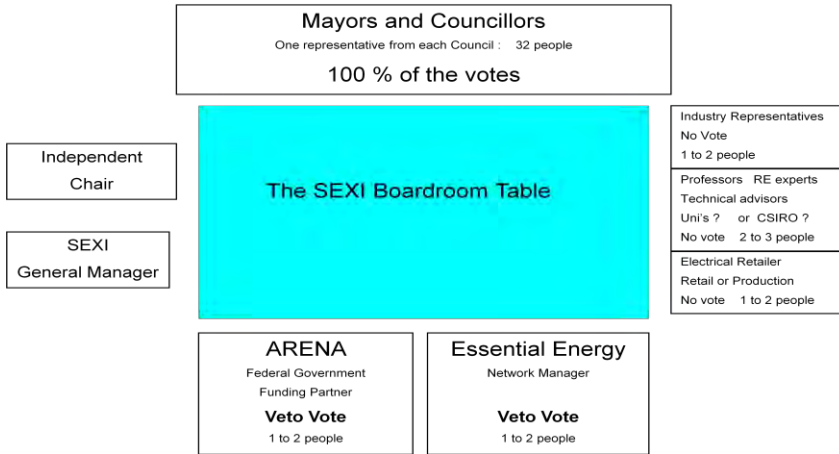 Mayors and Councillors
One representative from each Council : 32 people
100 % of the votes
Independent
Chair
SEXI
General Manager
The SEXI Boardroom Table
Industry Representatives
No Vote
1 to 2 people
Professors RE experts
Technical advisors
Uni's ? or CSIRO ?
No vote 2 to 3 people
Electrical Retailer
Retail or Production
No vote 1 to 2 people
ARENA
Federal Government
Funding Partner
Veto Vote
1 to 2 people
Essential Energy
Network Manager
Veto Vote
1 to 2 people